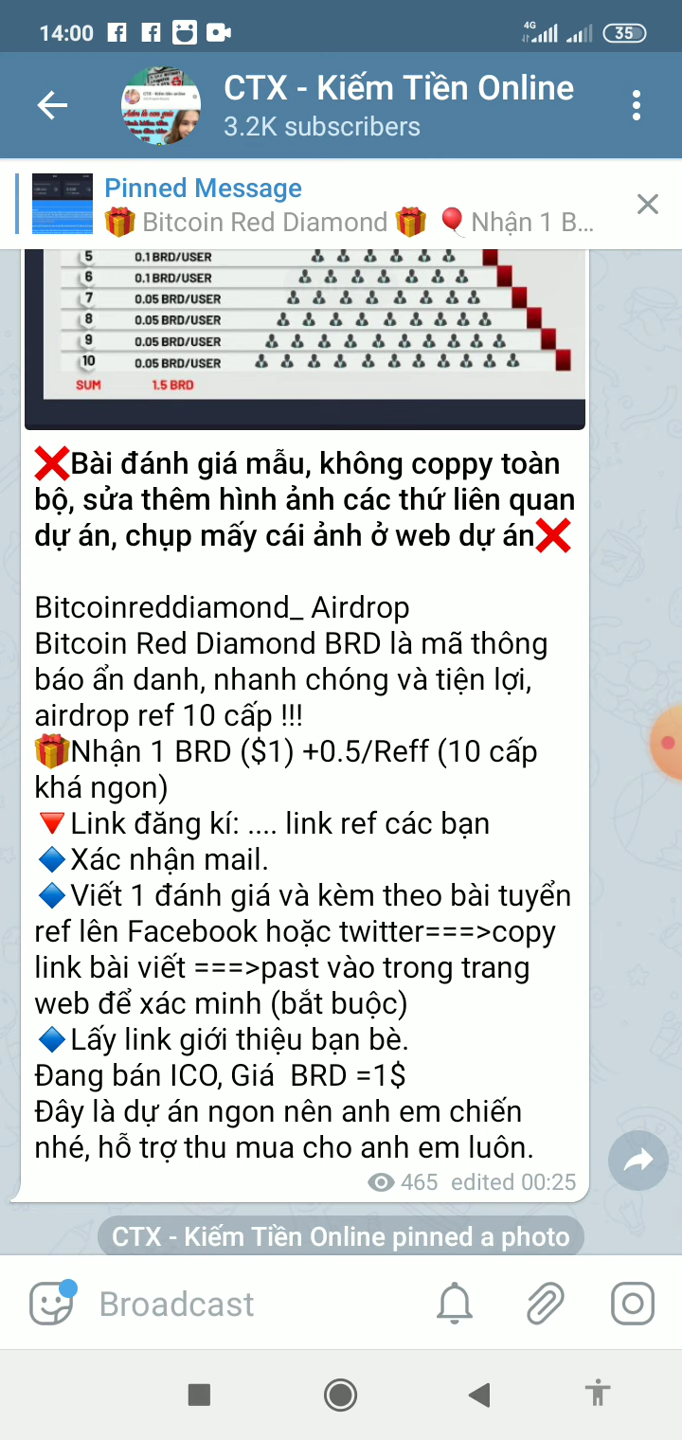 14:00
4G
35
CTX - Kiếm Tiền Online
3.2K subscribers
Pinned Message
🎁 Bitcoin Red Diamond 🎁 🎈 Nhận 1 B...
5 0.1 BRD/USER
6 0.1 BRD/USER
7 0.05 BRD/USER
8 0.05 BRD/USER
9 0.05 BRD/USER
10 0.05 BRD/USER
SUM 1.5 BRD
❌Bài đánh giá mẫu, không coppy toàn
bộ, sửa thêm hình ảnh các thứ liên quan
dự án, chụp mấy cái ảnh ở web dự án❌
Bitcoinreddiamond_ Airdrop
Bitcoin Red Diamond BRD là mã thông
báo ẩn danh, nhanh chóng và tiện lợi,
airdrop ref 10 cấp !!!
🎁Nhận 1 BRD ($1) +0.5/Reff (10 cấp
khá ngon)
🔻Link đăng kí: .... link ref các bạn
🔷Xác nhận mail.
🔷Viết 1 đánh giá và kèm theo bài tuyển
ref lên Facebook hoặc twitter===>copy
link bài viết ===>past vào trong trang
web để xác minh (bắt buộc)
🔷Lấy link giới thiệu bạn bè.
Đang bán ICO, Giá BRD =1$
Đây là dự án ngon nên anh em chiến
nhé, hỗ trợ thu mua cho anh em luôn.
465 edited 00:25
CTX - Kiếm Tiền Online pinned a photo
Broadcast